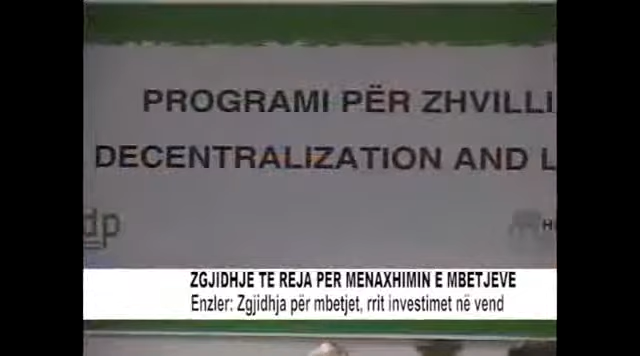 PROGRAMI PËR ZHVILLI
DECENTRALIZATION AND L
dp
ZGJIDHJE TE REJA PER MENAXHIMIN E MBETJEVE
Enzler: Zgjidhja për mbetjet, rrit investimet në vend